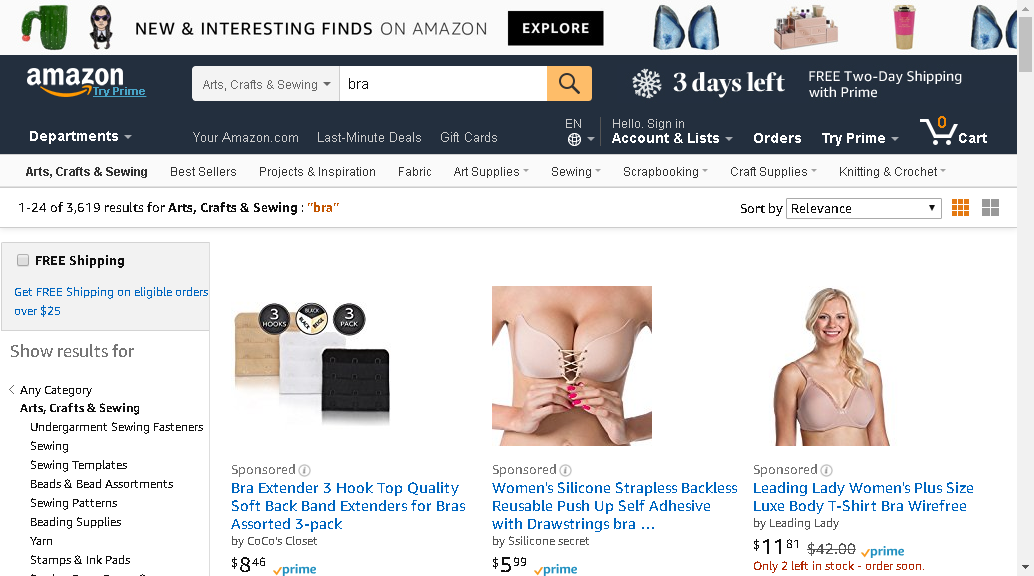 NEW & INTERESTING FINDS ON AMAZON
EXPLORE
amazon
Try Prime
Arts, Crafts & Sewing
bra
3 days left
FREE Two-Day Shipping
with Prime
Departments
Your Amazon.com
Last-Minute Deals
Gift Cards
EN
Hello. Sign in
Account & Lists
Orders
Try Prime
0
Cart
Arts, Crafts & Sewing
Best Sellers
Projects & Inspiration
Fabric
Art Supplies
Sewing
Scrapbooking
Craft Supplies
Knitting & Crochet
1-24 of 3,619 results for Arts, Crafts & Sewing : "bra"
Sort by
Relevance
FREE Shipping
Get FREE Shipping on eligible orders
over $25
Show results for
Any Category
Arts, Crafts & Sewing
Undergarment Sewing Fasteners
Sewing
Sewing Templates
Beads & Bead Assortments
Sewing Patterns
Beading Supplies
Yarn
Stamps & Ink Pads
3
HOOKS
BLACK
BLACK
BEIGE
3
PACK
Sponsored
Bra Extender 3 Hook Top Quality
Soft Back Band Extenders for Bras
Assorted 3-pack
by CoCo's Closet
$8 46
prime
Sponsored
Women's Silicone Strapless Backless
Reusable Push Up Self Adhesive
with Drawstrings bra ...
by Ssilicone secret
$5 99
prime
Sponsored
Leading Lady Women's Plus Size
Luxe Body T-Shirt Bra Wirefree
by Leading Lady
$11 81 $42.00 prime
Only 2 left in stock - order soon.